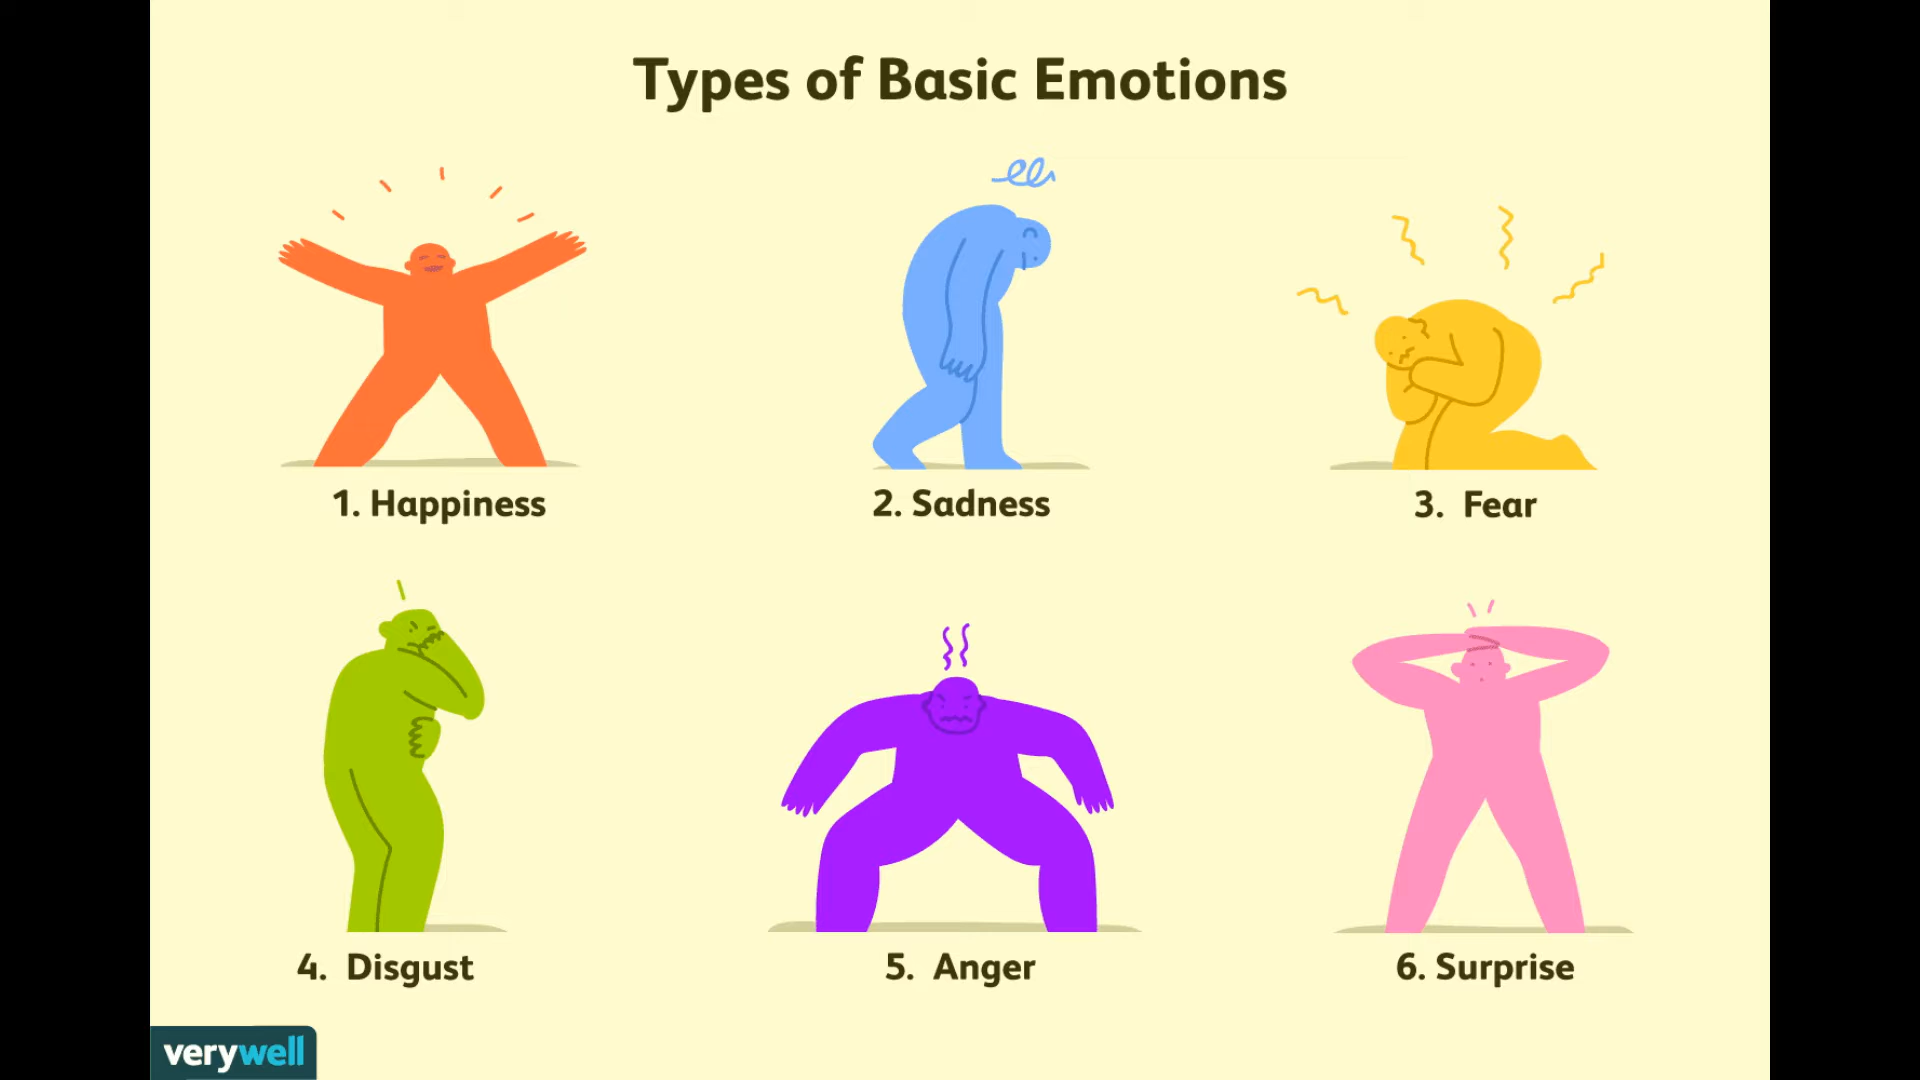 Types of Basic Emotions
1. Happiness
2. Sadness
3. Fear
4. Disgust
5. Anger
6. Surprise
verywell